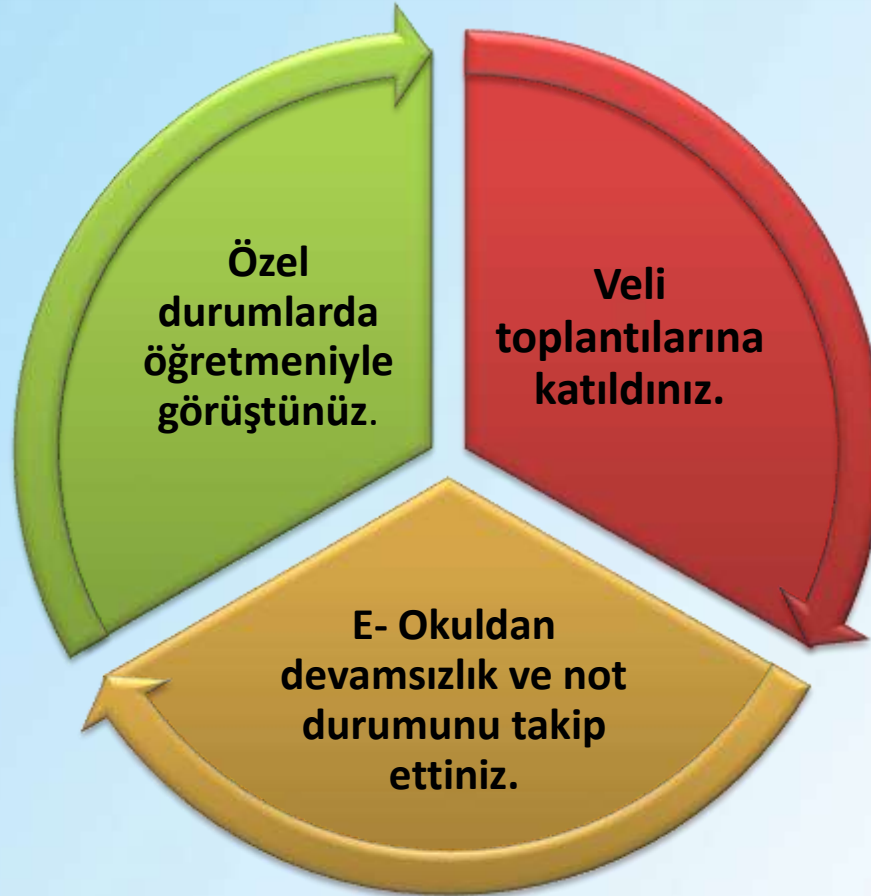 Özel
durumlarda
öğretmeniyle
görüştünüz.
Veli
toplantılarına
katıldınız.
E- Okuldan
devamsızlık ve not
durumunu takip
ettiniz.